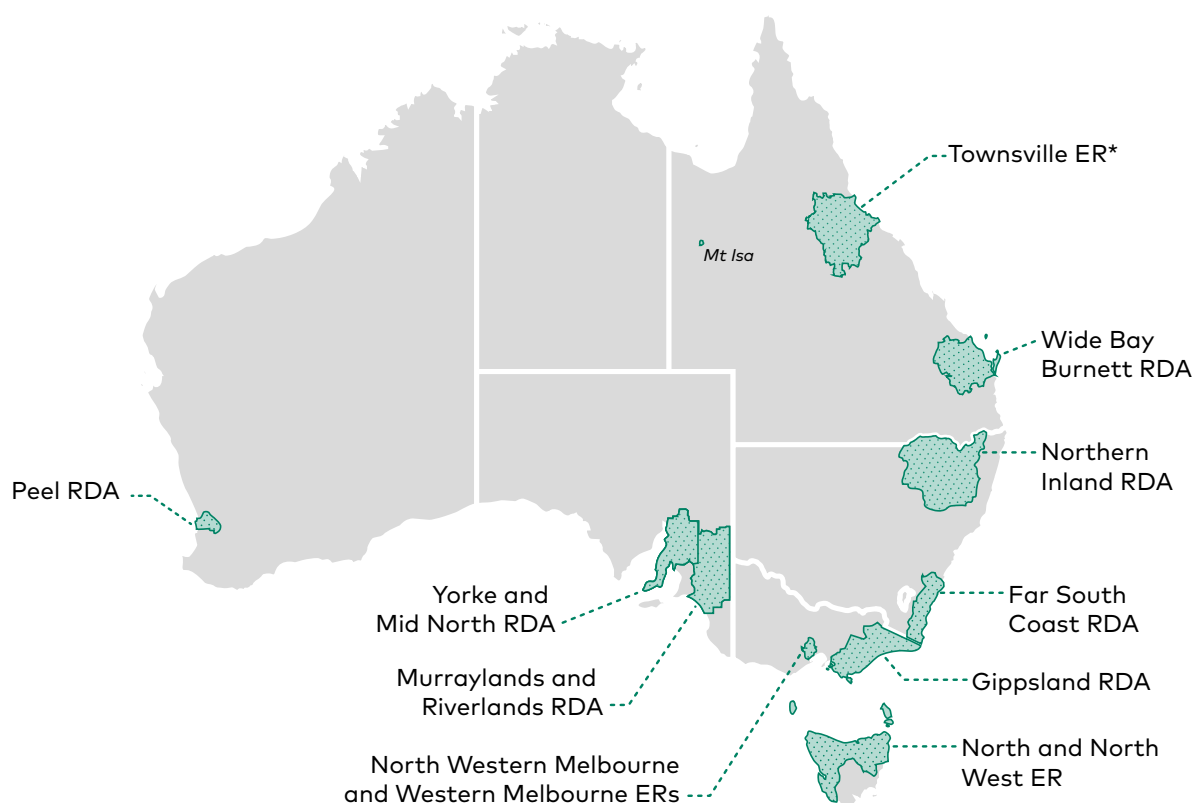 Townsville ER*
Mt Isa
Wide Bay
Burnett RDA
Northern
Inland RDA
Peel RDA
Yorke and
Mid North RDA
Far South
Coast RDA
Murraylands and
Riverlands RDA
Gippsland RDA
North and North
West ER
North Western Melbourne
and Western Melbourne ERs